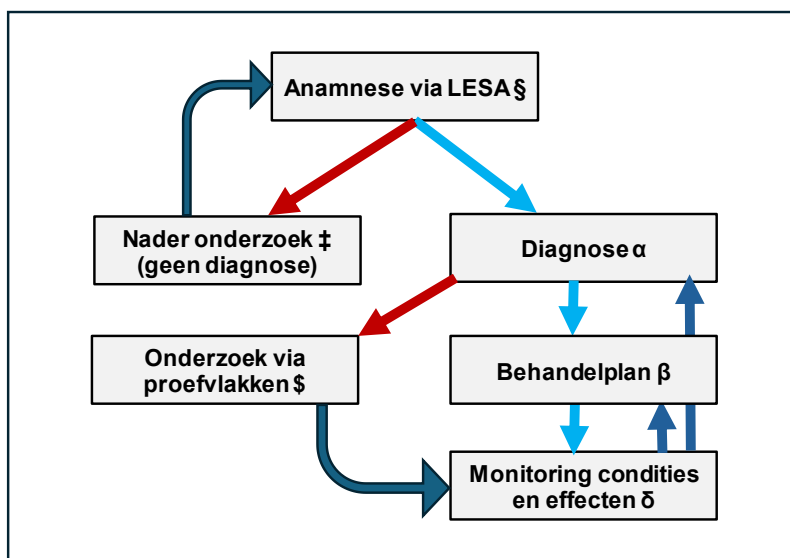 Anamnese via LESA §
Nader onderzoek ‡
(geen diagnose)
Diagnose α
Onderzoek via
proefvlakken $
Behandelplan β
Monitoring condities
en effecten δ